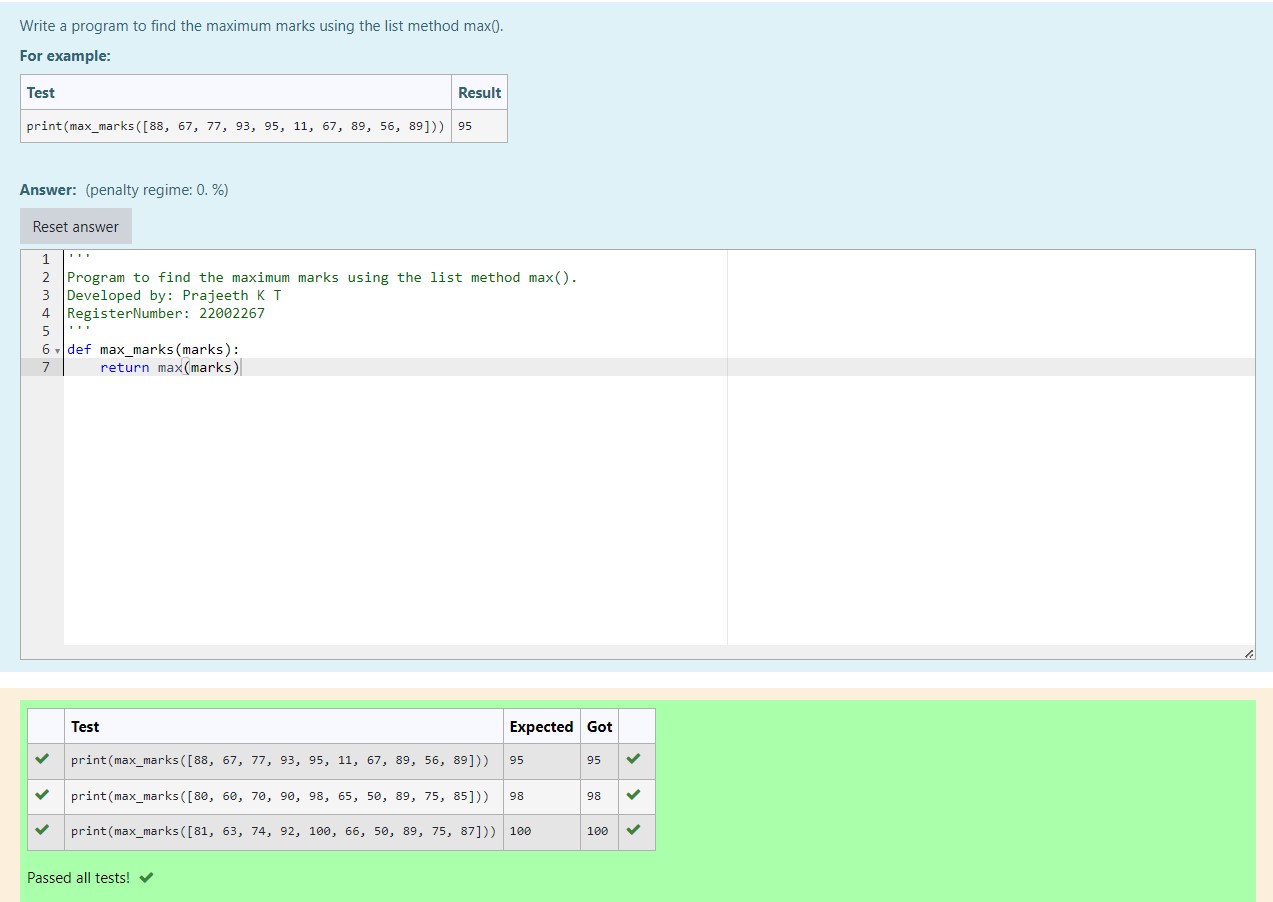 Write a program to find the maximum marks using the list method max().
For example:
Test Result
print(max_marks([88, 67, 77, 93, 95, 11, 67, 89, 56, 89])) 95
Answer: (penalty regime: 0. %)
Reset answer
1 '''
2 Program to find the maximum marks using the list method max().
3 Developed by: Prajeeth K T
4 RegisterNumber: 22002267
5 '''
6 def max_marks(marks):
7 return max(marks)
Test Expected Got
print(max_marks([88, 67, 77, 93, 95, 11, 67, 89, 56, 89])) 95 95
print(max_marks([80, 60, 70, 90, 98, 65, 50, 89, 75, 85])) 98 98
print(max_marks([81, 63, 74, 92, 100, 66, 50, 89, 75, 87])) 100 100
Passed all tests!